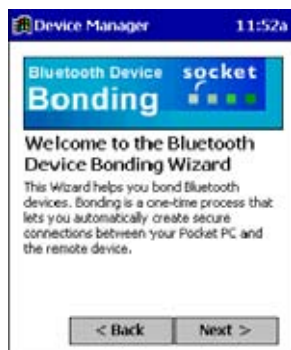 Device Manager 11:52a
Bluetooth Device socket
Bonding
Welcome to the Bluetooth
Device Bonding Wizard
This Wizard helps you bond Bluetooth
devices. Bonding is a one-time process that
lets you automatically create secure
connections between your Pocket PC and
the remote device.
< Back Next >